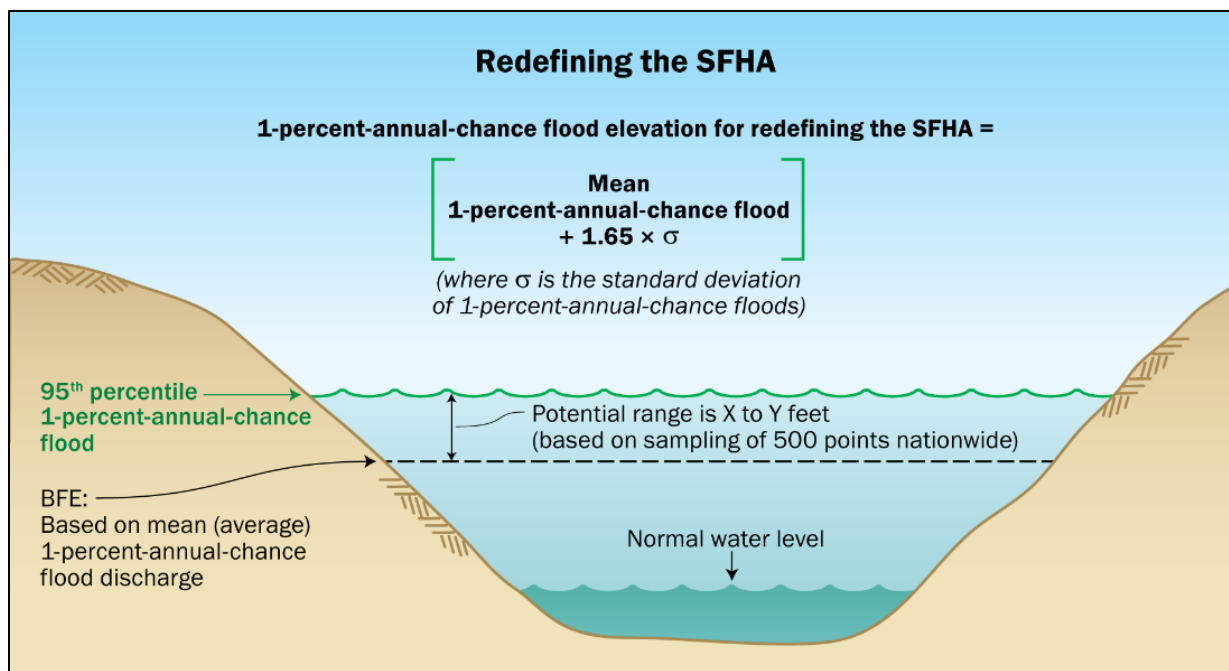 Redefining the SFHA
1-percent-annual-chance flood elevation for redefining the SFHA =
Mean
1-percent-annual-chance flood
+ 1.65 × σ
(where σ is the standard deviation
of 1-percent-annual-chance floods)
95th percentile
1-percent-annual-chance
flood
Potential range is X to Y feet
(based on sampling of 500 points nationwide)
BFE:
Based on mean (average)
1-percent-annual-chance
flood discharge
Normal water level